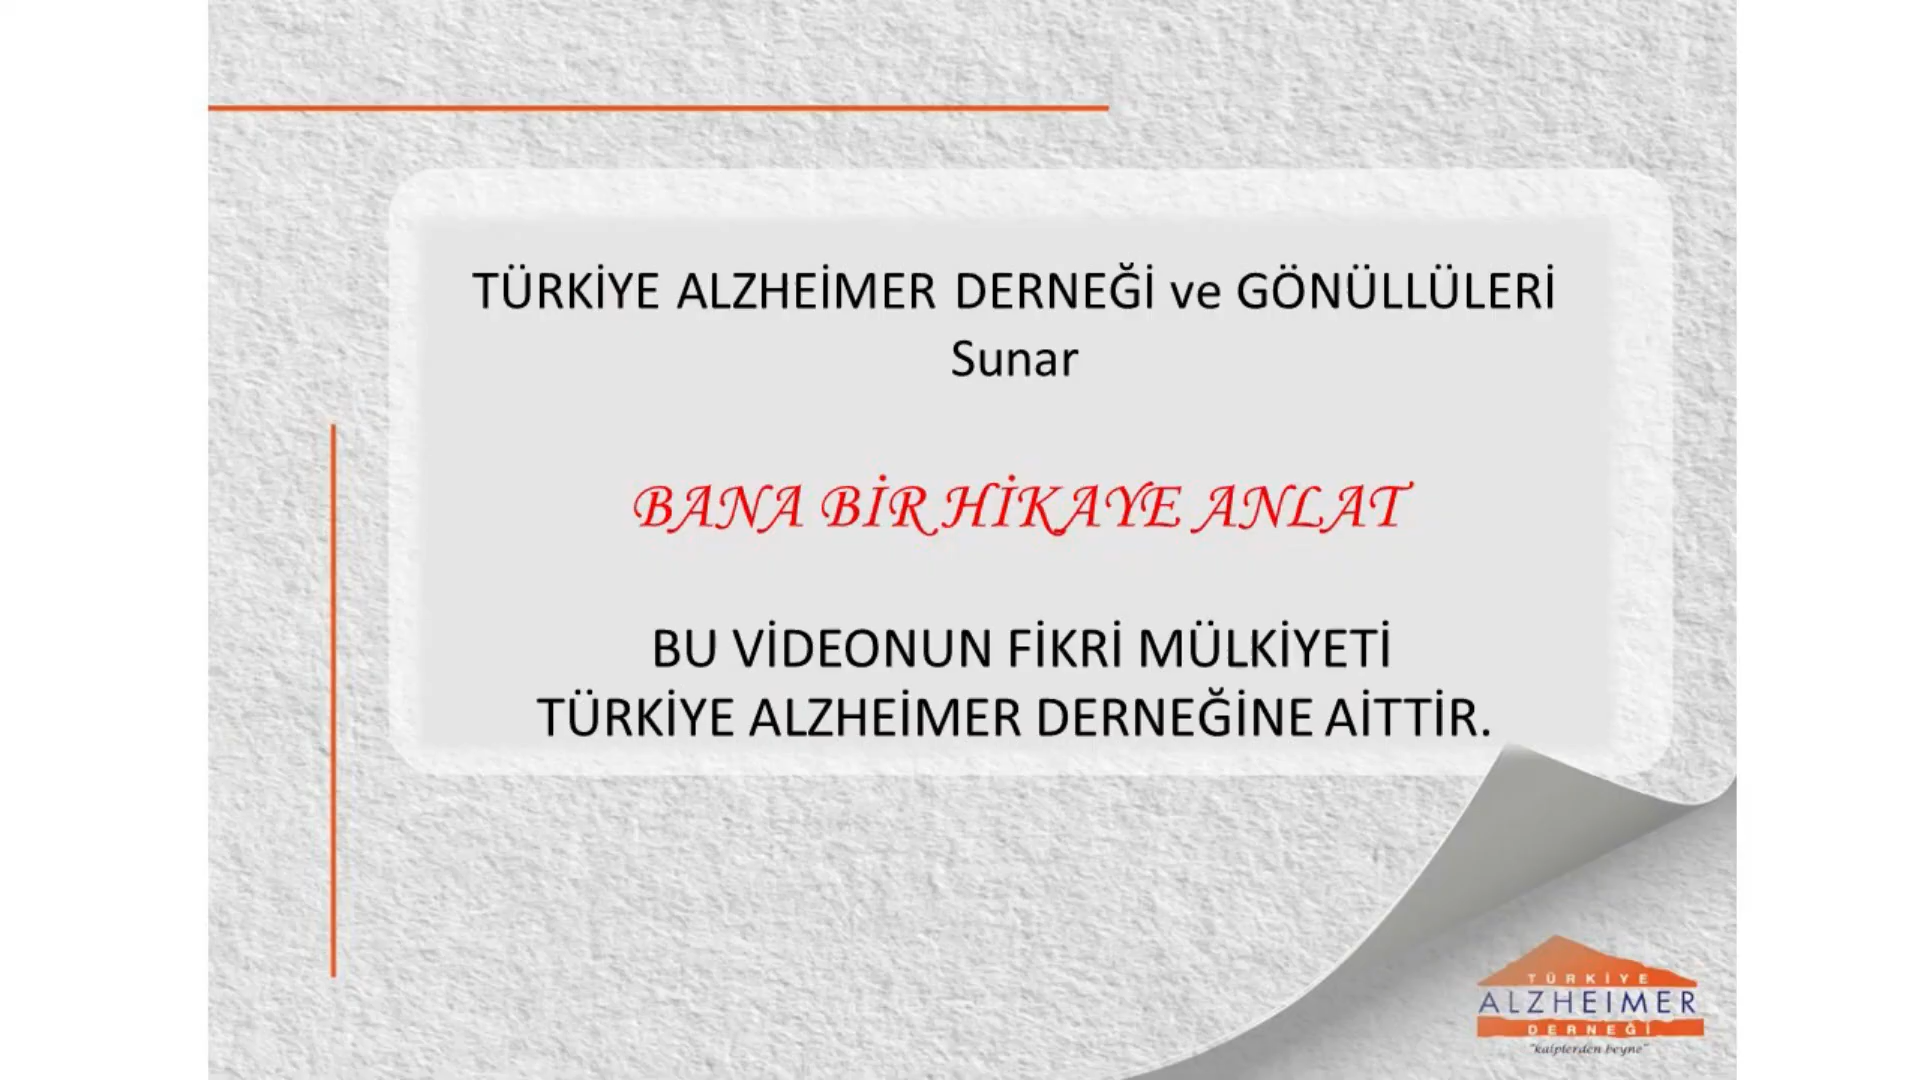 TÜRKİYE ALZHEİMER DERNEĞİ ve GÖNÜLLÜLERİ
Sunar
BANA BİR HİKAYE ANLAT
BU VİDEONUN FİKRİ MÜLKİYETİ
TÜRKİYE ALZHEİMER DERNEĞİNE AİTTİR.
TÜRKİYE
ALZHEIMER
DERNEĞİ
"kalplerden beyne"